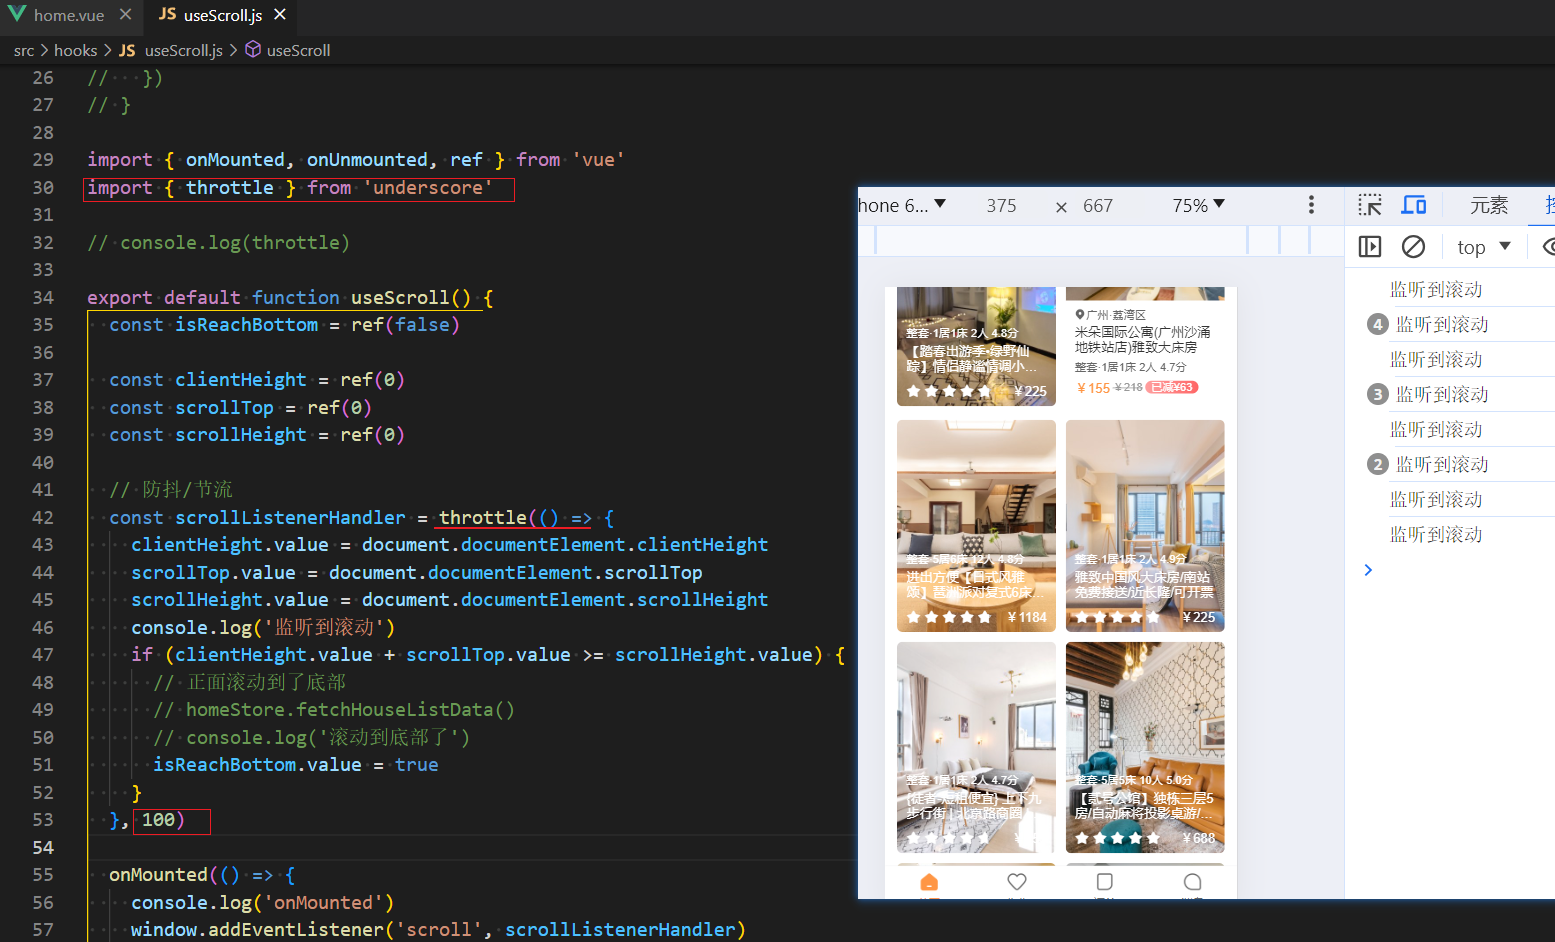 home.vue
JS useScroll.js
src > hooks > JS useScroll.js > useScroll
26 // ··· })
27 // }
28
29 import { onMounted, onUnmounted, ref } from 'vue'
30 import { throttle } from 'underscore'
31
32 // console.log(throttle)
33
34 export default function useScroll() {
35 const isReachBottom = ref(false)
36
37 const clientHeight = ref(0)
38 const scrollTop = ref(0)
39 const scrollHeight = ref(0)
40
41 // 防抖/节流
42 const scrollListenerHandler = throttle(() => {
43 clientHeight.value = document.documentElement.clientHeight
44 scrollTop.value = document.documentElement.scrollTop
45 scrollHeight.value = document.documentElement.scrollHeight
46 console.log('监听到滚动')
47 if (clientHeight.value + scrollTop.value >= scrollHeight.value) {
48 // 正面滚动到了底部
49 // homeStore.fetchHouseListData()
50 // console.log('滚动到底部了')
51 isReachBottom.value = true
52 }
53 }, 100)
54
55 onMounted(() => {
56 console.log('onMounted')
57 window.addEventListener('scroll', scrollListenerHandler)
hone 6... 375 × 667 75%
元素
top
整套·1居1床 2人 4.8分
【踏春出游季•绿野仙
踪】情侣静谧情调小...
¥225
广州·荔湾区
米朵国际公寓(广州沙涌
地铁站店)雅致大床房
整套·1居1床 2人 4.7分
¥155 ¥218 已减¥63
整套·5居6床 12人 4.8分
进出方便【日式风雅
颂】琶洲派对复式6床...
¥1184
整套·1居1床 2人 4.9分
雅致中国风大床房/南站
免费接送/近长隆/可开票
¥225
整套·1居1床 2人 4.7分
{徒者·短租便宜} 上下九
步行街 | 北京路商圈
整套·5居5床 10人 5.0分
【贰号公馆】独栋三层5
房/自动麻将投影桌游/...
¥688
监听到滚动
4 监听到滚动
监听到滚动
3 监听到滚动
监听到滚动
2 监听到滚动
监听到滚动
监听到滚动